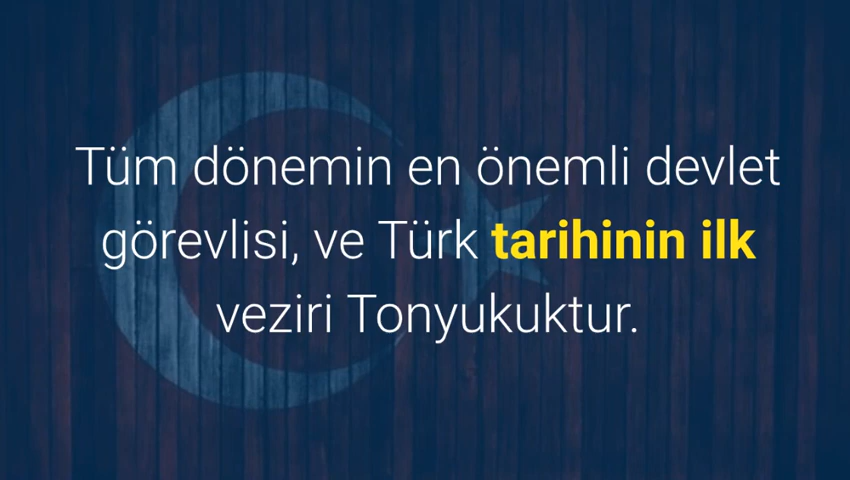 Tüm dönemin en önemli devlet
görevlisi, ve Türk tarihinin ilk
veziri Tonyukuktur.